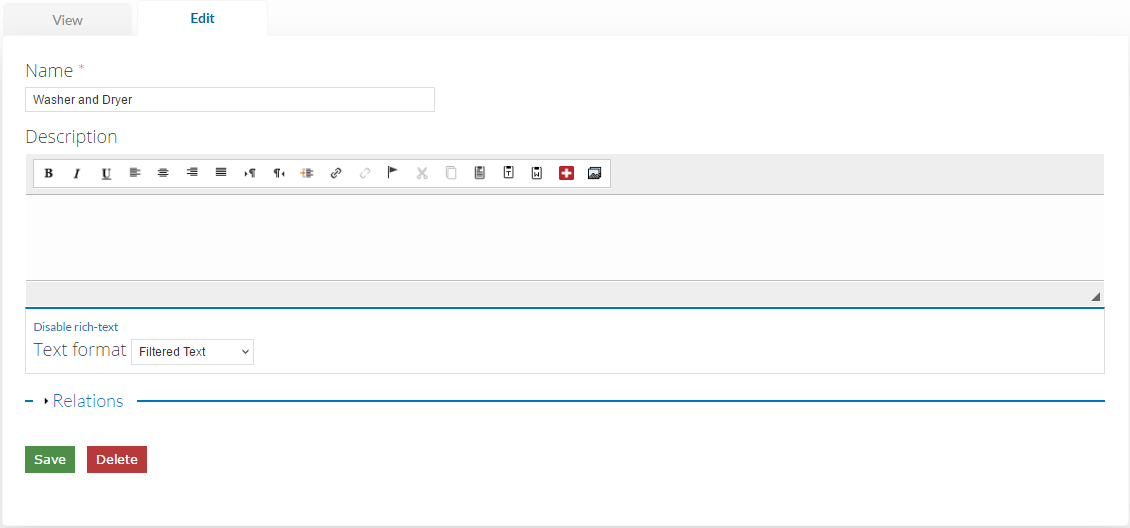 View
Edit
Name *
Washer and Dryer
Description
B I U
Disable rich-text
Text format Filtered Text
Relations
Save Delete